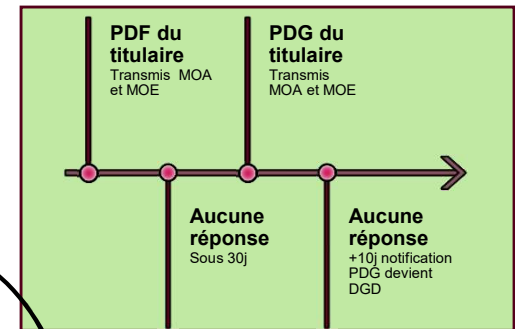 PDF du
titulaire
Transmis MOA
et MOE
PDG du
titulaire
Transmis
MOA et MOE
Aucune
réponse
Sous 30j
Aucune
réponse
+10j notification
PDG devient
DGD